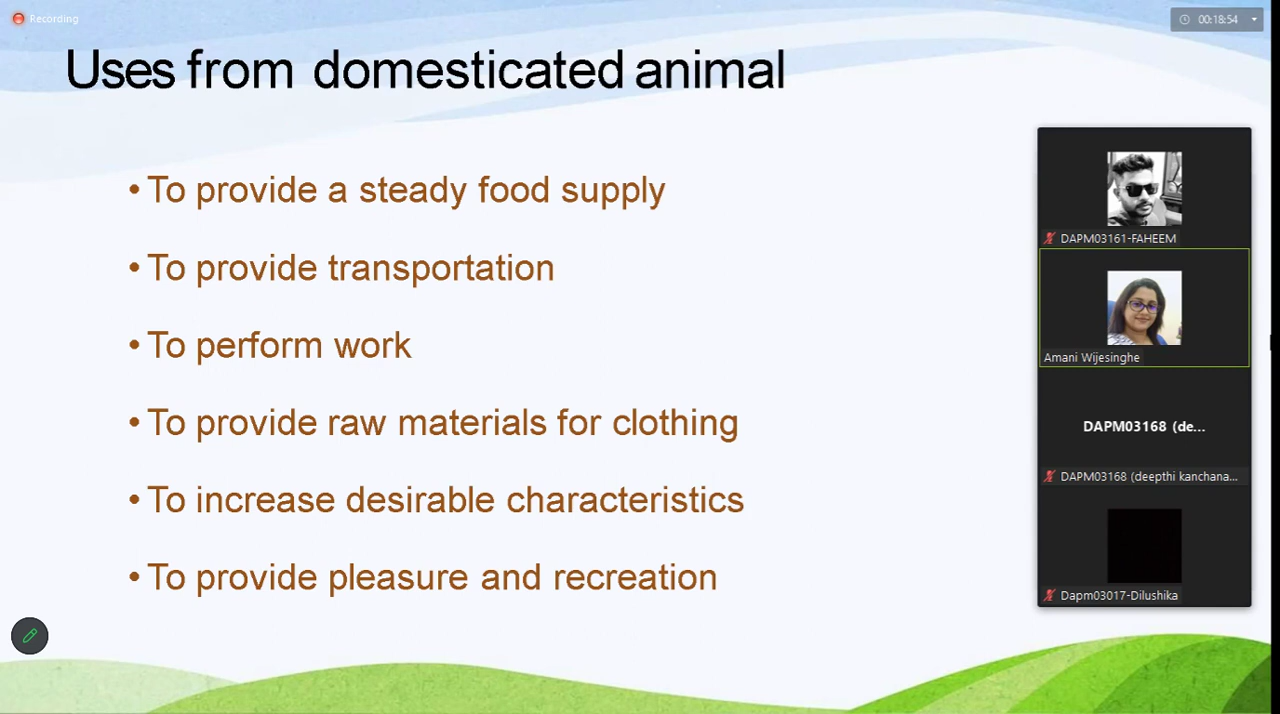 Recording
00:18:54
Uses from domesticated animal
• To provide a steady food supply
• To provide transportation
• To perform work
• To provide raw materials for clothing
• To increase desirable characteristics
• To provide pleasure and recreation
DAPM03161-FAHEEM
Amani Wijesinghe
DAPM03168 (de...
DAPM03168 (deepthi kanchana...
Dapm03017-Dilushika